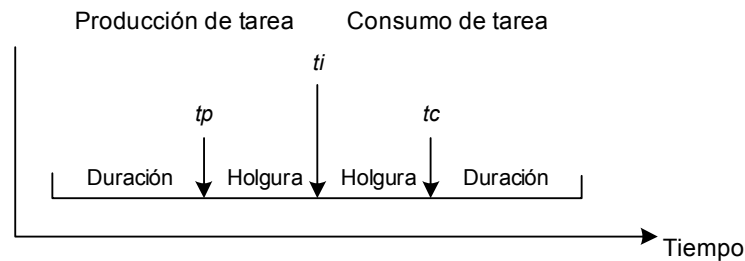 Producción de tarea Consumo de tarea
ti
tp tc
Duración Holgura Holgura Duración
Tiempo